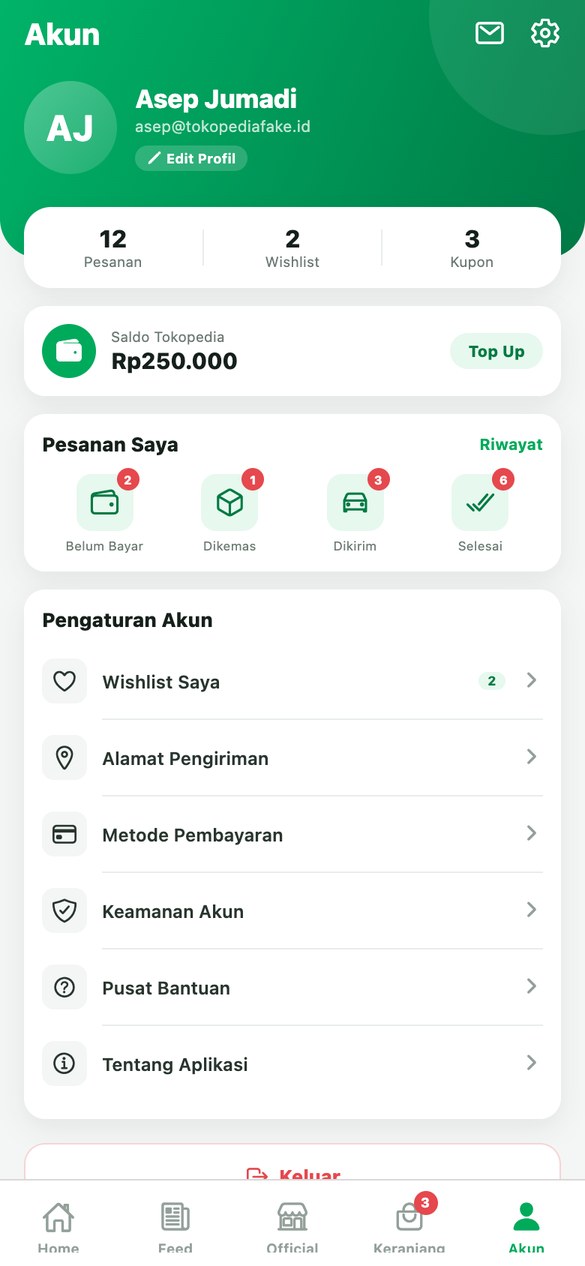 Akun
AJ
Asep Jumadi
asep@tokopediafake.id
Edit Profil
12
Pesanan
2
Wishlist
3
Kupon
Saldo Tokopedia
Rp250.000
Top Up
Pesanan Saya
Riwayat
2
Belum Bayar
1
Dikemas
3
Dikirim
6
Selesai
Pengaturan Akun
Wishlist Saya
2
Alamat Pengiriman
Metode Pembayaran
Keamanan Akun
Pusat Bantuan
Tentang Aplikasi
Keluar
Home
Feed
Official
3
Keranjang
Akun